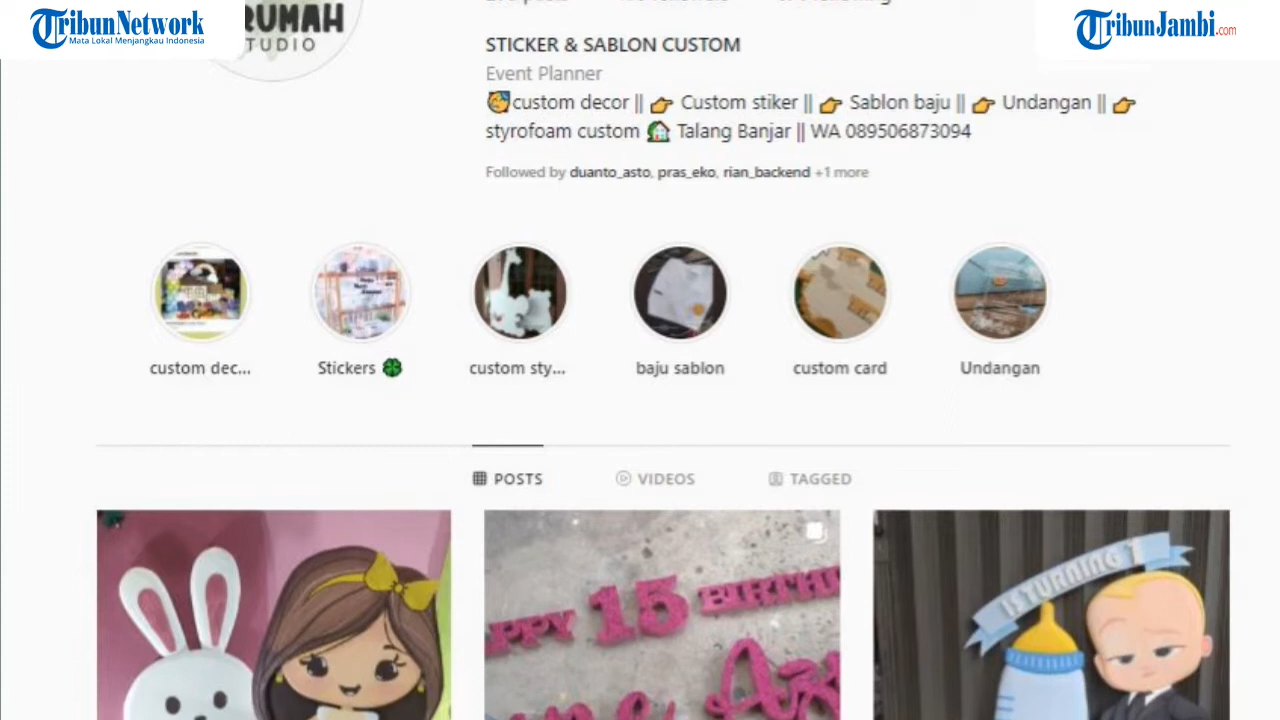 TribunNetwork
Mata Lokal Menjangkau Indonesia
TribunJambi.com
RUMAH
TUDIO
STICKER & SABLON CUSTOM
Event Planner
custom decor || 👉 Custom stiker || 👉 Sablon baju || 👉 Undangan || 👉
styrofoam custom 🏡 Talang Banjar || WA 089506873094
Followed by duanto_asto, pras_eko, rian_backend +1 more
custom dec...
Stickers 🍀
custom sty...
baju sablon
custom card
Undangan
POSTS
VIDEOS
TAGGED
PPY 15 BIRTH
IS TURNING 1